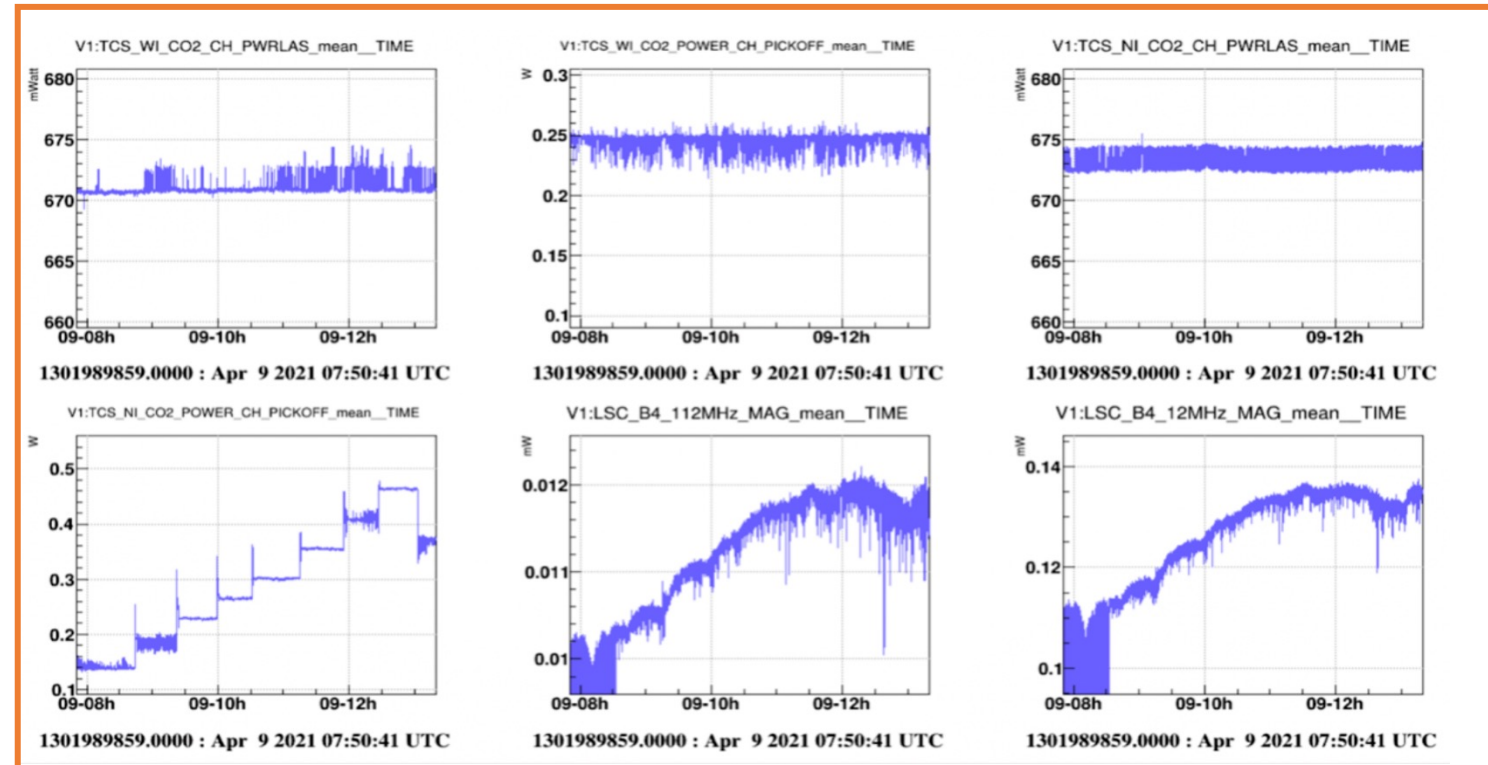 V1:TCS_WI_CO2_CH_PWRLAS_mean__TIME
mWatt
680
675
670
665
660
09-08h 09-10h 09-12h
1301989859.0000 : Apr 9 2021 07:50:41 UTC
V1:TCS_WI_CO2_POWER_CH_PICKOFF_mean__TIME
W
0.3
0.25
0.2
0.15
0.1
09-08h 09-10h 09-12h
1301989859.0000 : Apr 9 2021 07:50:41 UTC
V1:TCS_NI_CO2_CH_PWRLAS_mean__TIME
mWatt
680
675
670
665
660
09-08h 09-10h 09-12h
1301989859.0000 : Apr 9 2021 07:50:41 UTC
V1:TCS_NI_CO2_POWER_CH_PICKOFF_mean__TIME
W
0.5
0.4
0.3
0.2
0.1
09-08h 09-10h 09-12h
1301989859.0000 : Apr 9 2021 07:50:41 UTC
V1:LSC_B4_112MHz_MAG_mean__TIME
mW
0.012
0.011
0.01
09-08h 09-10h 09-12h
1301989859.0000 : Apr 9 2021 07:50:41 UTC
V1:LSC_B4_12MHz_MAG_mean__TIME
mW
0.14
0.12
0.1
09-08h 09-10h 09-12h
1301989859.0000 : Apr 9 2021 07:50:41 UTC